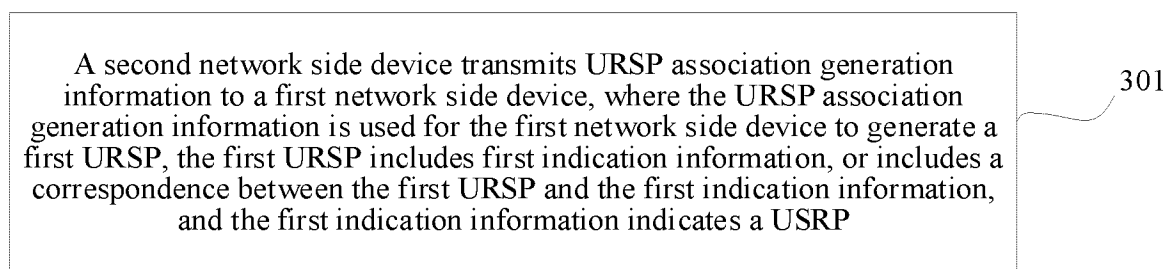 A second network side device transmits URSP association generation
information to a first network side device, where the URSP association
generation information is used for the first network side device to generate a
first URSP, the first URSP includes first indication information, or includes a
correspondence between the first URSP and the first indication information,
and the first indication information indicates a USRP
301